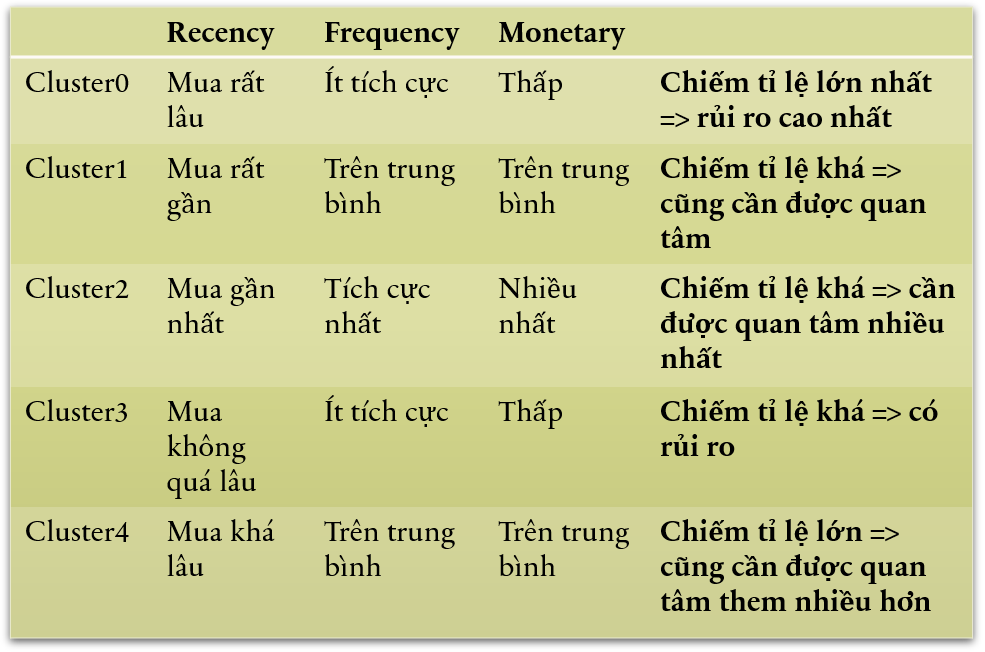 Recency Frequency Monetary
Cluster0 Mua rất Ít tích cực Thấp Chiếm tỉ lệ lớn nhất
lâu => rủi ro cao nhất
Cluster1 Mua rất Trên trung Trên trung Chiếm tỉ lệ khá =>
gần bình bình cũng cần được quan
tâm
Cluster2 Mua gần Tích cực Nhiều Chiếm tỉ lệ khá => cần
nhất nhất nhất được quan tâm nhiều
nhất
Cluster3 Mua Ít tích cực Thấp Chiếm tỉ lệ khá => có
không rủi ro
quá lâu
Cluster4 Mua khá Trên trung Trên trung Chiếm tỉ lệ lớn =>
lâu bình bình cũng cần được quan
tâm them nhiều hơn